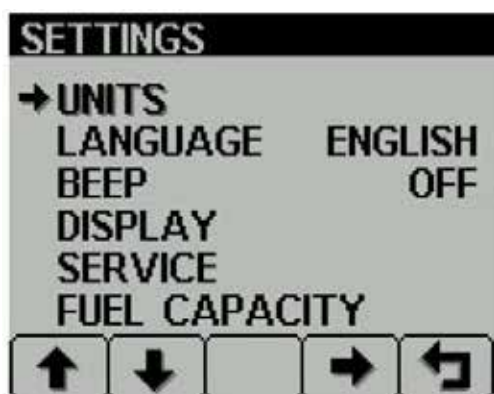 SETTINGS
UNITS
LANGUAGE ENGLISH
BEEP OFF
DISPLAY
SERVICE
FUEL CAPACITY